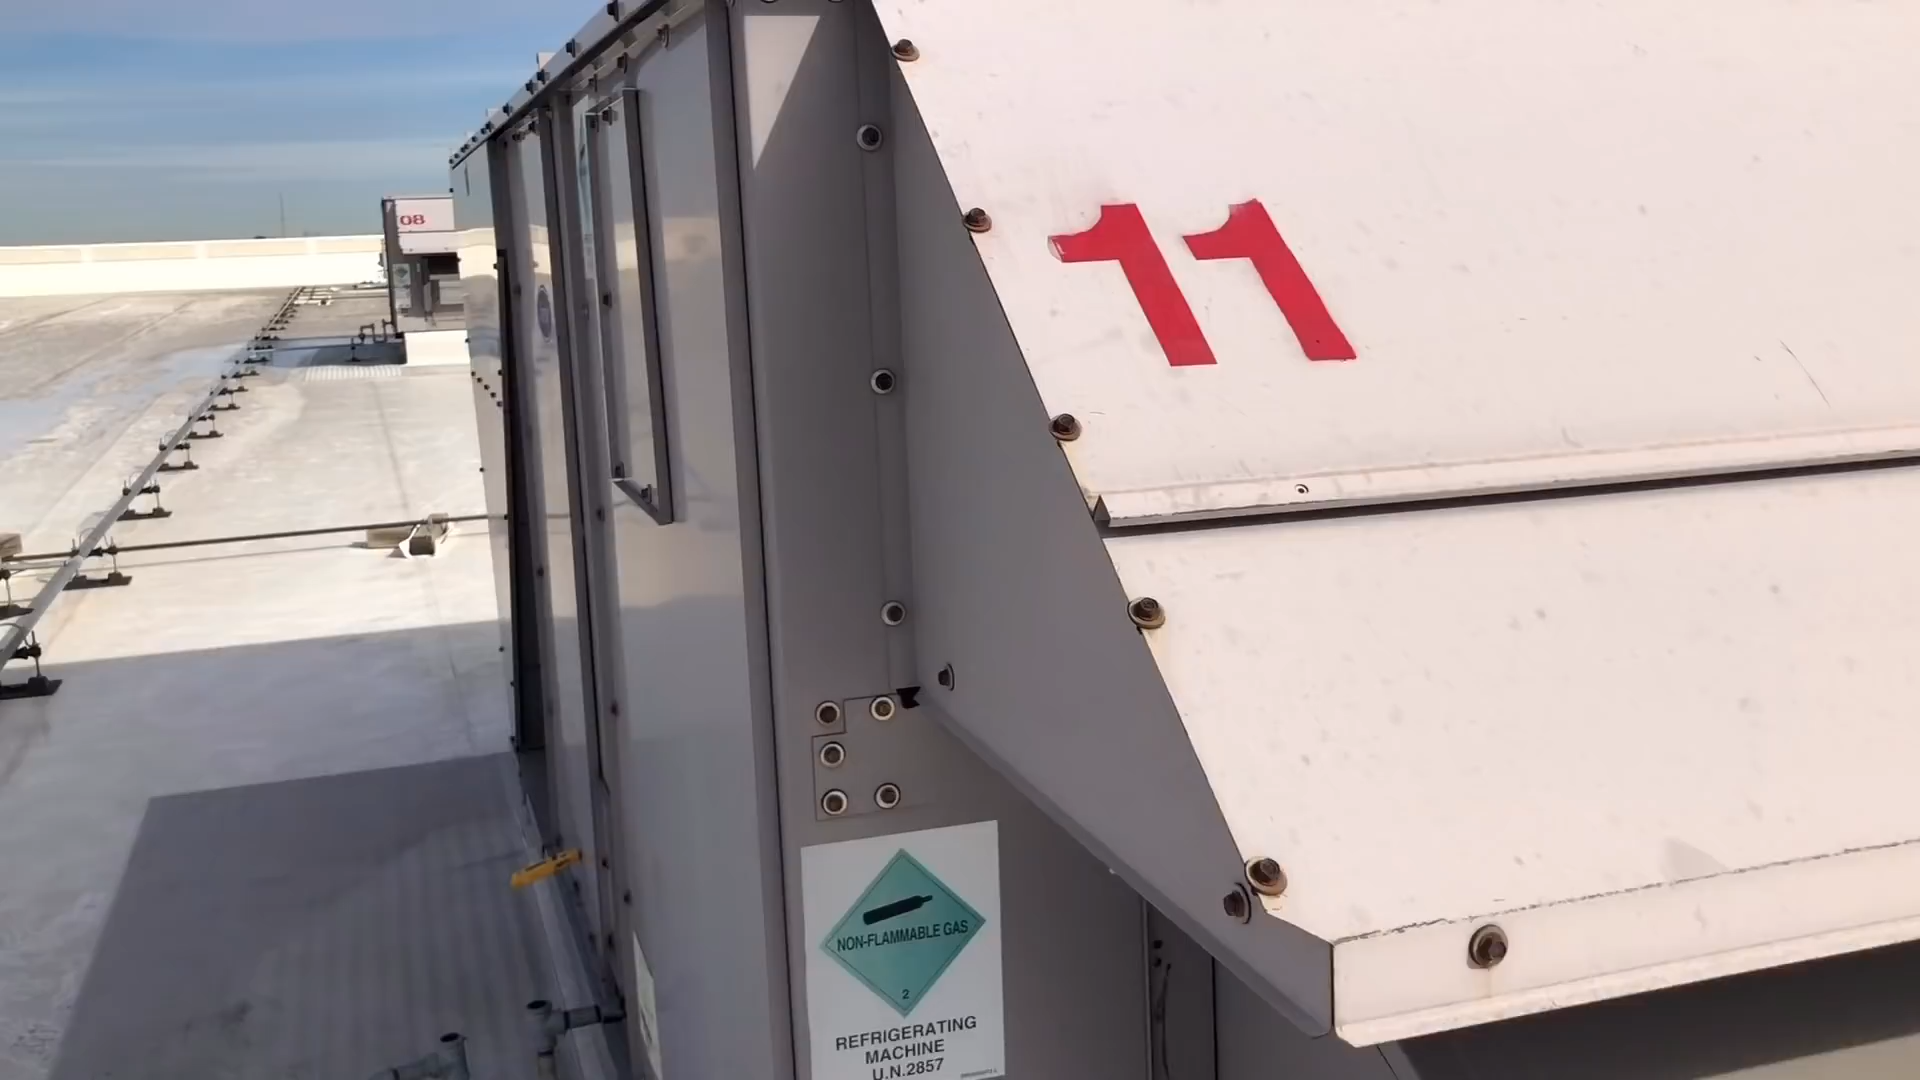 08
11
NON-FLAMMABLE GAS
2
REFRIGERATING
MACHINE
U.N.2857